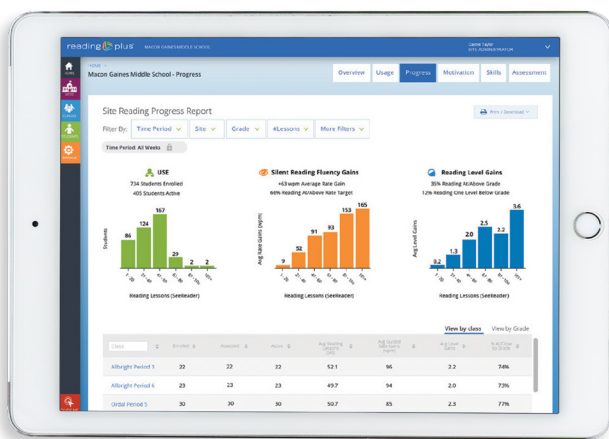 reading plus
MACON GAINES MIDDLE SCHOOL
SITE ADMINISTRATOR
HOME
Macon Gaines Middle School - Progress
Overview
Usage
Progress
Motivation
Skills
Assessment
Site Reading Progress Report
Print / Download
Filter By:
Time Period
Site
Grade
#Lessons
More Filters
Time Period: All Weeks
USE
734 Students Enrolled
405 Students Active
Students
86
124
167
29
2
2
Reading Lessons (SeeReader)
Silent Reading Fluency Gains
+63 wpm Average Rate Gain
66% Reading At/Above Rate Target
Avg Rate Gains (wpm)
9
52
91
93
153
165
Reading Lessons (SeeReader)
Reading Level Gains
35% Reading At/Above Grade
12% Reading One Level Below Grade
Avg Level Gains
0.2
1.3
2.0
2.5
2.2
3.6
Reading Lessons (SeeReader)
View by class
View by Grade
Class
Enrolled
Assessed
Active
Albright Period 3 22 22 22 52.1 96 2.2 74%
Albright Period 6 23 23 23 49.7 94 2.0 73%
Ordal Period 5 30 30 30 50.7 85 2.3 77%